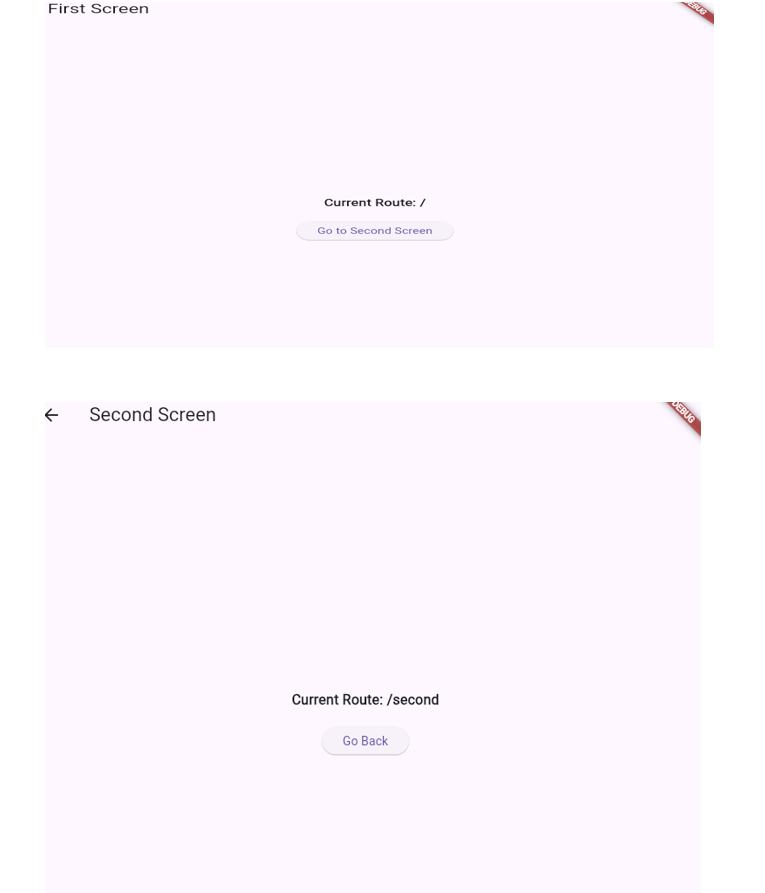 First Screen
DEBUG
Current Route: /
Go to Second Screen
Second Screen
DEBUG
Current Route: /second
Go Back